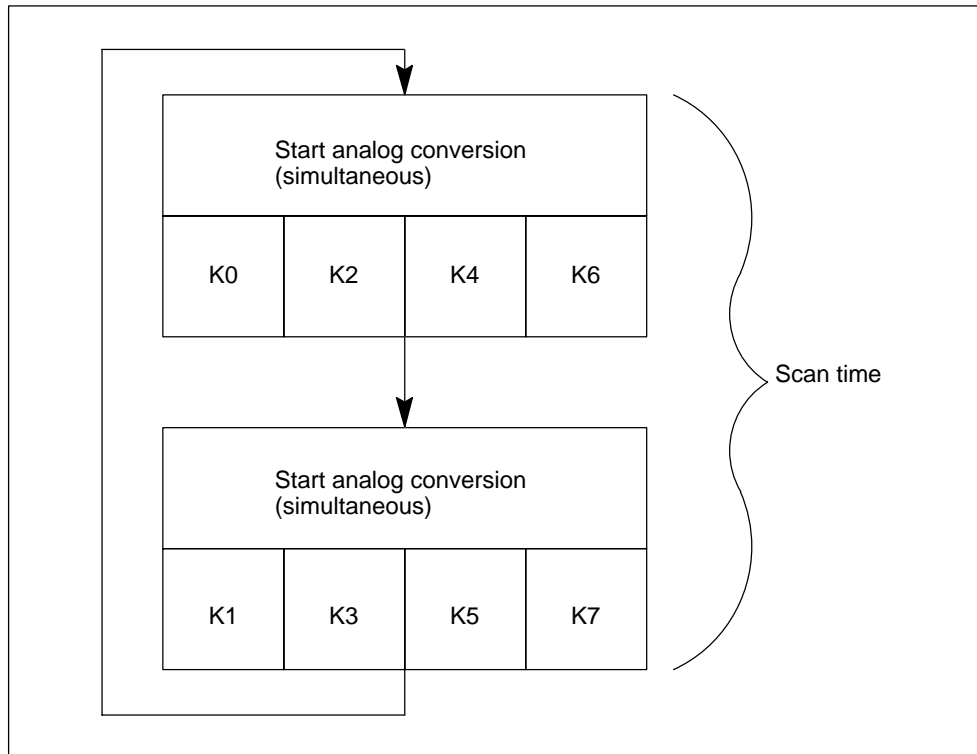 Start analog conversion
(simultaneous)
K0 K2 K4 K6
Scan time
Start analog conversion
(simultaneous)
K1 K3 K5 K7